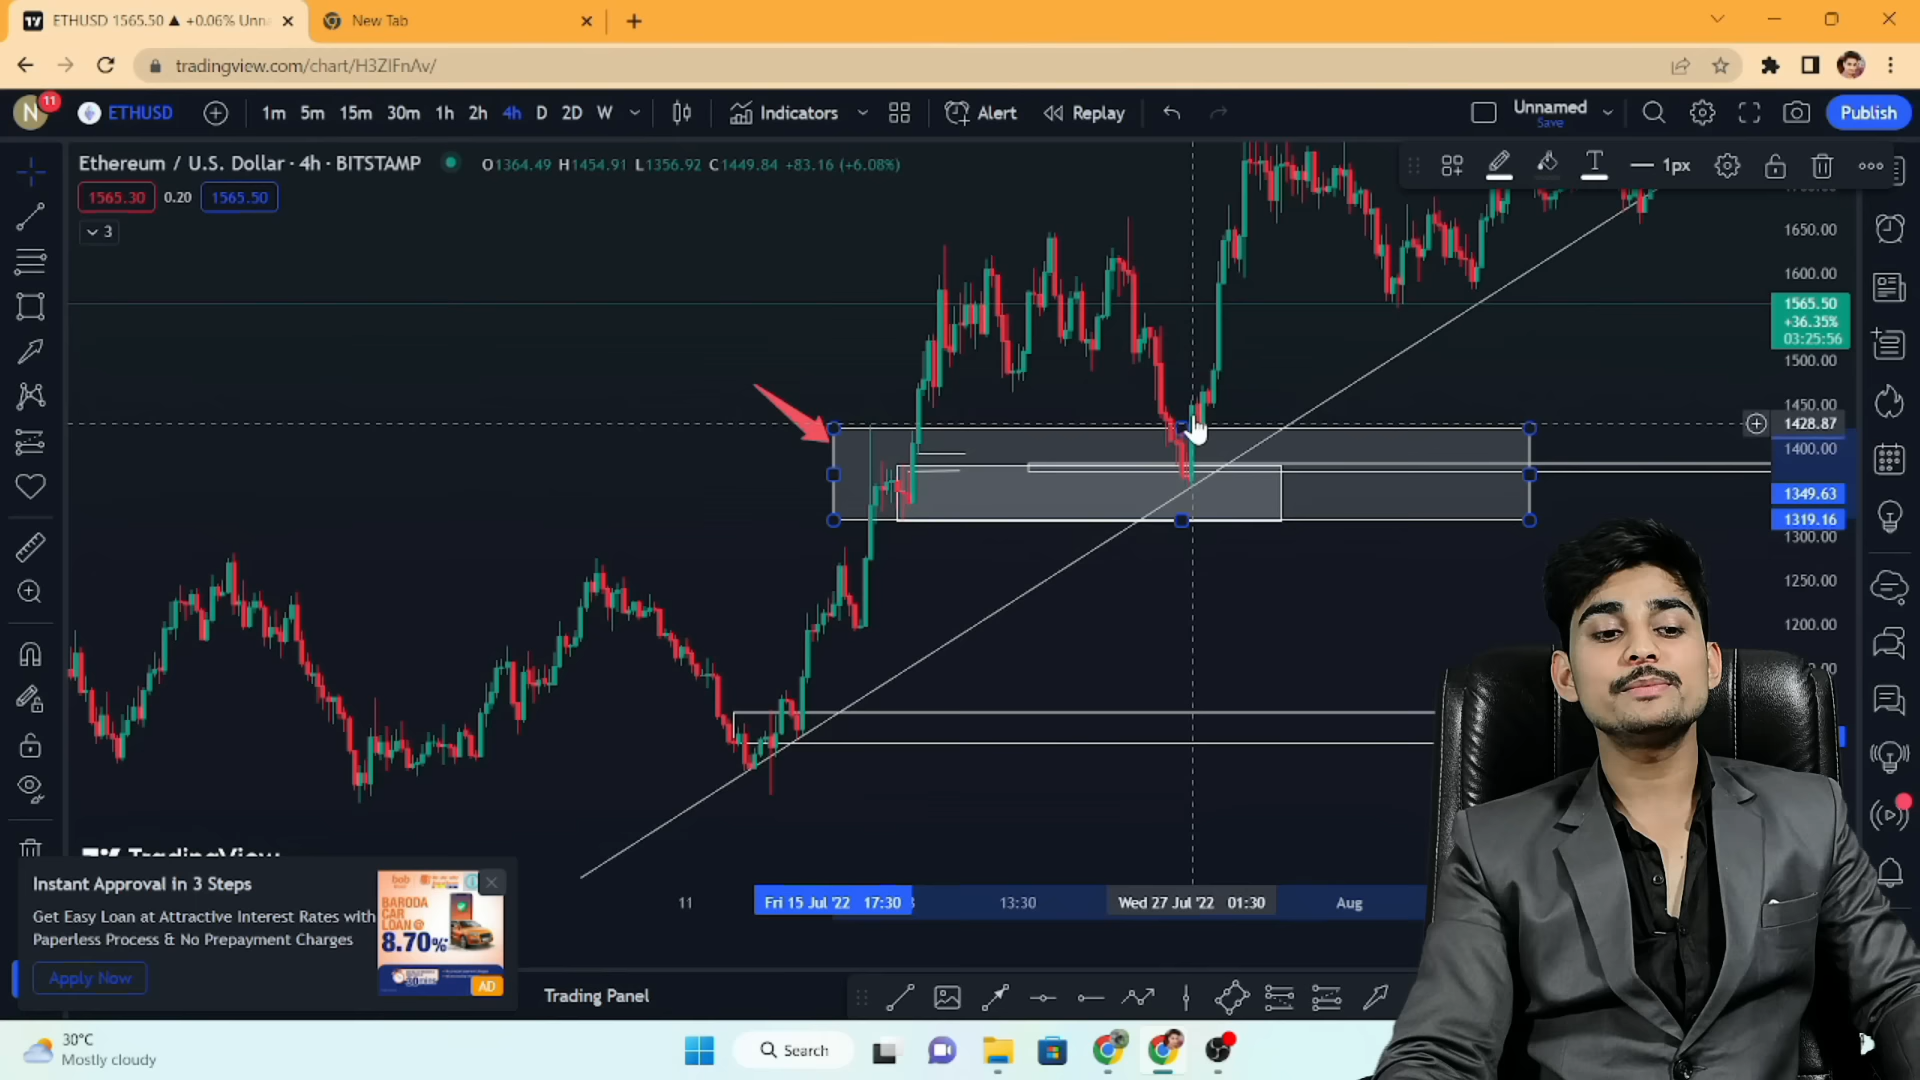 ETHUSD 1565.50 ▲ +0.06% Unna
New Tab
tradingview.com/chart/H3ZIFnAv/
N
11
ETHUSD
1m 5m 15m 30m 1h 2h 4h D 2D W
Indicators
Alert
Replay
Unnamed
Save
Publish
Ethereum / U.S. Dollar · 4h · BITSTAMP
O1364.49 H1454.91 L1356.92 C1449.84 +83.16 (+6.08%)
1px
1565.30 0.20 1565.50
3
1650.00
1600.00
1565.50
+36.35%
03:25:56
1500.00
1450.00
1428.87
1400.00
1349.63
1319.16
1300.00
1250.00
1200.00
TradingView
11
Fri 15 Jul '22 17:30
13:30
Wed 27 Jul '22 01:30
Aug
Instant Approval in 3 Steps
Get Easy Loan at Attractive Interest Rates with
Paperless Process & No Prepayment Charges
Apply Now
bob
BARODA
CAR
LOAN@
8.70%
AD
Trading Panel
30°C
Mostly cloudy
Search